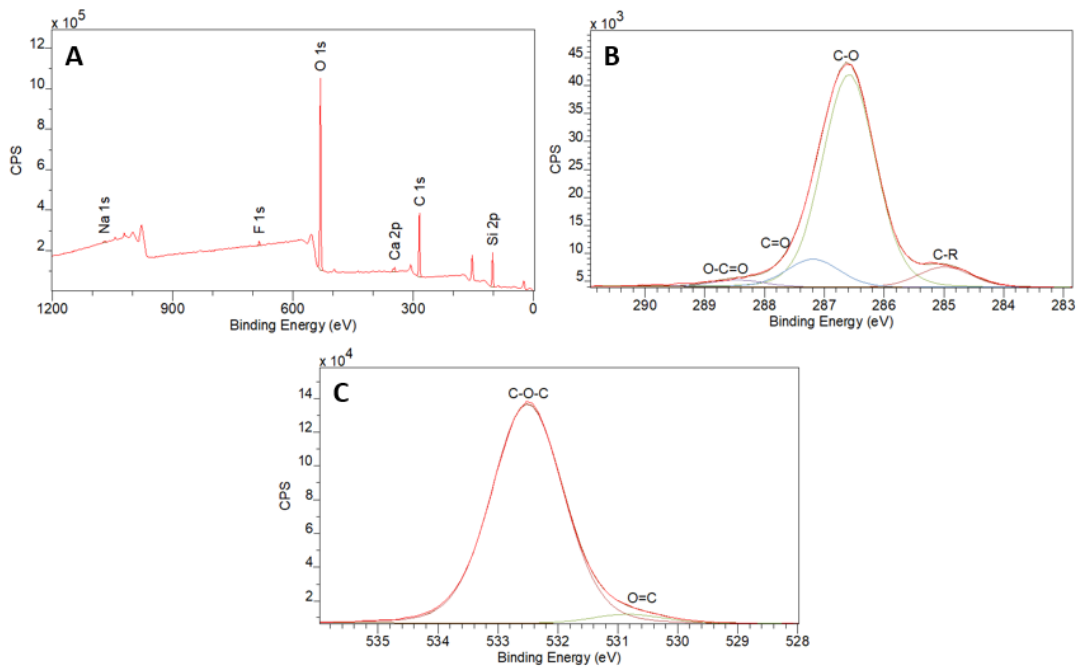 x 10^5
A
12
10
8
6
4
2
CPS
Na 1s
F 1s
O 1s
Ca 2p
C 1s
Si 2p
1200
900
600
300
0
Binding Energy (eV)
x 10^3
B
45
40
35
30
25
20
15
10
5
CPS
C-O
C=O
O-C=O
C-R
290
289
288
287
286
285
284
283
Binding Energy (eV)
x 10^4
C
14
12
10
8
6
4
2
CPS
C-O-C
O=C
535
534
533
532
531
530
529
528
Binding Energy (eV)